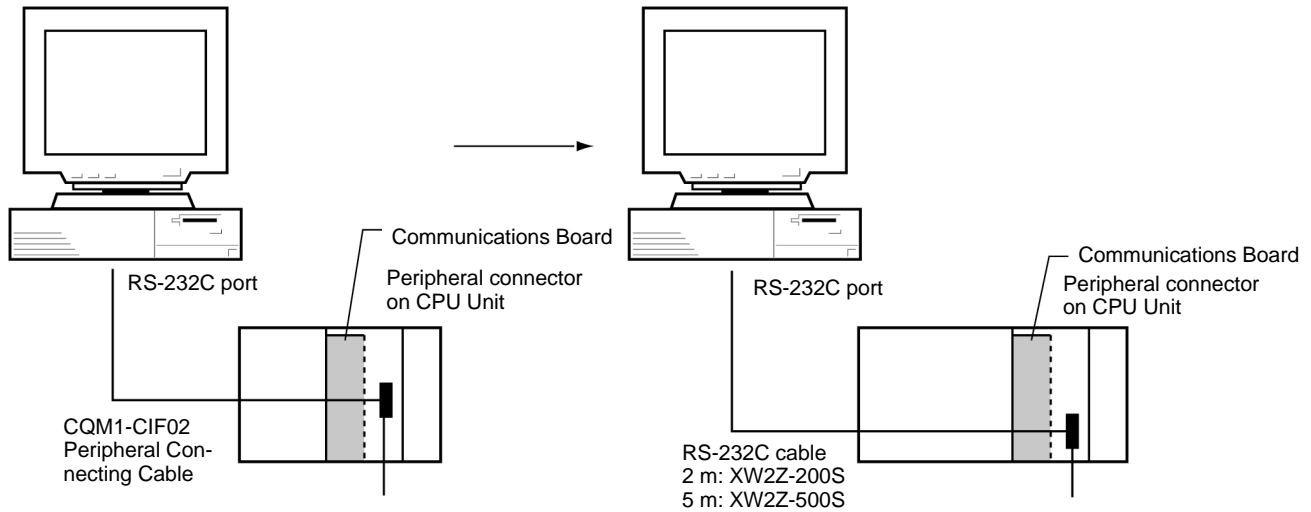 Communications Board
Peripheral connector
on CPU Unit
RS-232C port
CQM1-CIF02
Peripheral Con-
necting Cable
Communications Board
Peripheral connector
on CPU Unit
RS-232C port
RS-232C cable
2 m: XW2Z-200S
5 m: XW2Z-500S